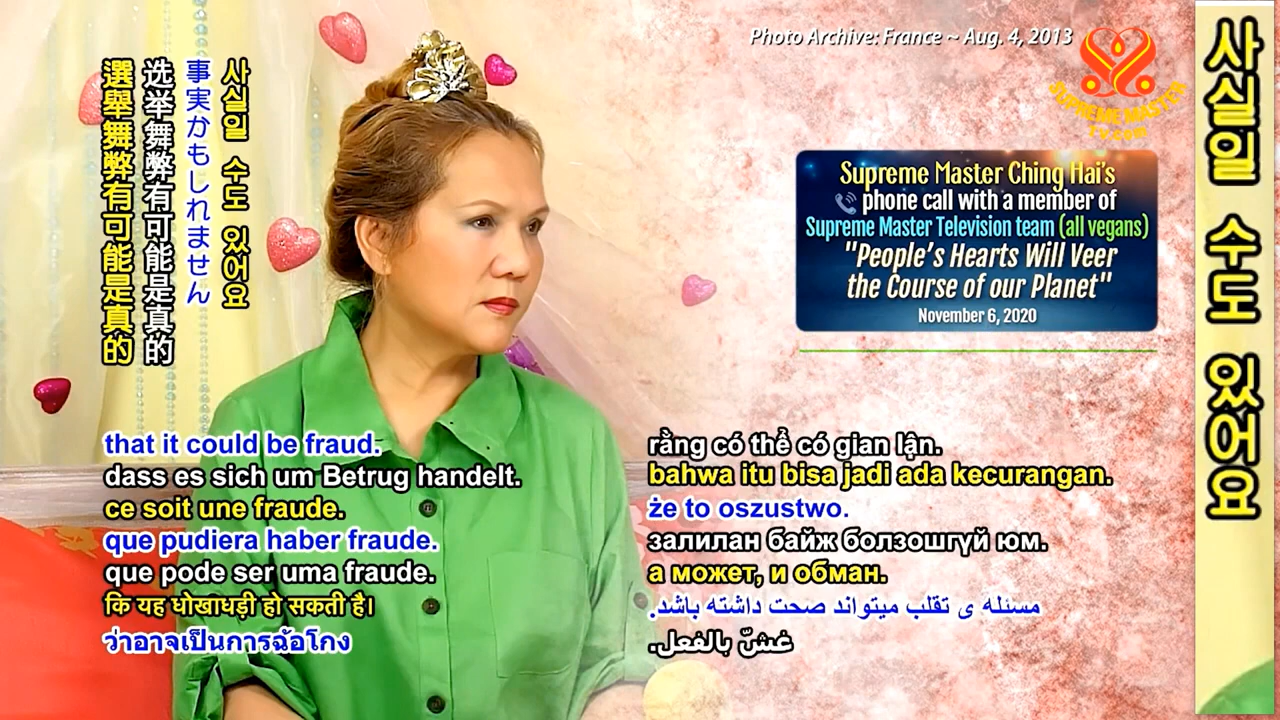 Photo Archive: France ~ Aug. 4, 2013
SUPREME MASTER
TV.com
Supreme Master Ching Hai's
phone call with a member of
Supreme Master Television team (all vegans)
"People's Hearts Will Veer
the Course of our Planet"
November 6, 2020
사실일 수도 있어요
사실일 수도 있어요
事実かもしれません
选举舞弊有可能是真的
選舉舞弊有可能是真的
that it could be fraud.
dass es sich um Betrug handelt.
ce soit une fraude.
que pudiera haber fraude.
que pode ser uma fraude.
कि यह धोखाधड़ी हो सकती है।
ว่าอาจเป็นการฉ้อโกง
rằng có thể có gian lận.
bahwa itu bisa jadi ada kecurangan.
że to oszustwo.
залилан байж болзошгүй юм.
а может, и обман.
مسئله ی تقلب میتواند صحت داشته باشد.
غشّ بالفعل.